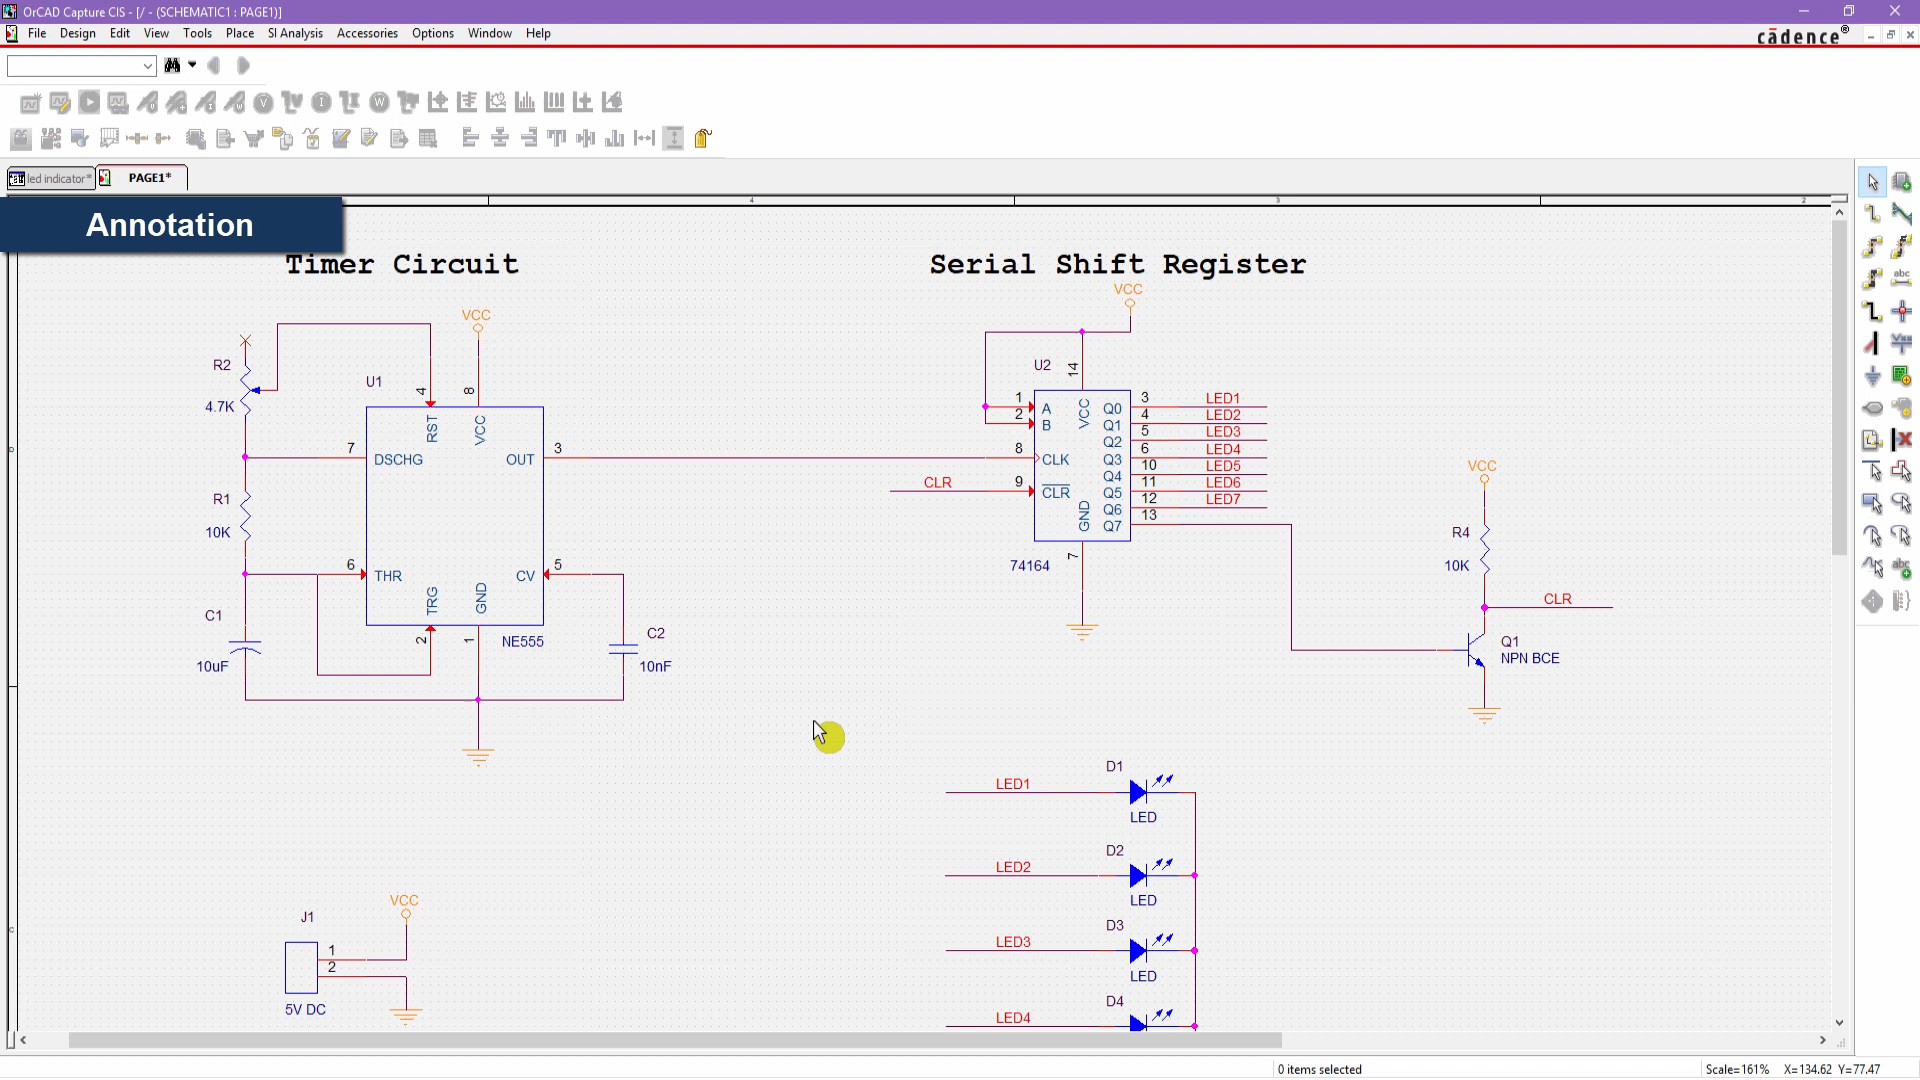 OrCAD Capture CIS - [/ - (SCHEMATIC1 : PAGE1)]
File Design Edit View Tools Place SI Analysis Accessories Options Window Help
cādence®
led indicator*
PAGE1*
4
3
2
Annotation
Timer Circuit
Serial Shift Register
VCC
VCC
R2
4.7K
U1
4
8
RST
VCC
7
DSCHG
OUT
3
R1
10K
6
THR
CV
5
TRG
GND
2
1
NE555
C1
10uF
C2
10nF
U2
14
1
A
2
B
VCC
8
CLK
CLR
9
CLR
GND
Q0
3
LED1
Q1
4
LED2
Q2
5
LED3
Q3
6
LED4
Q4
10
LED5
Q5
11
LED6
Q6
12
LED7
Q7
13
74164
7
VCC
R4
10K
CLR
Q1
NPN BCE
LED1
D1
LED
LED2
D2
LED
LED3
D3
LED
LED4
D4
VCC
J1
1
2
5V DC
0 items selected
Scale=161% X=134.62 Y=77.47